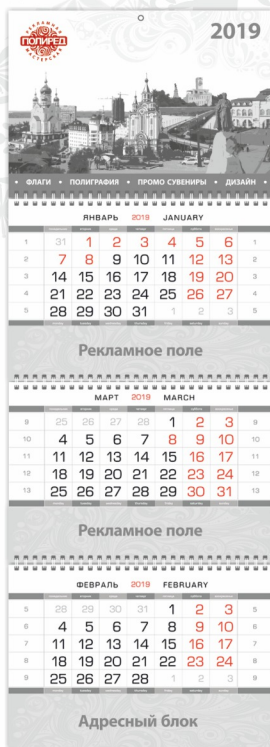 2019
РЕКЛАМНО
ПОЛИРЕД
МАСТЕРСКАЯ
• ФЛАГИ • ПОЛИГРАФИЯ • ПРОМО СУВЕНИРЫ • ДИЗАЙН •
ЯНВАРЬ 2019 JANUARY
1 31 1 2 3 4 5 6 1
2 7 8 9 10 11 12 13 2
3 14 15 16 17 18 19 20 3
4 21 22 23 24 25 26 27 4
5 28 29 30 31 1 2 3 5
Рекламное поле
МАРТ 2019 MARCH
9 25 26 27 28 1 2 3 9
10 4 5 6 7 8 9 10 10
11 11 12 13 14 15 16 17 11
12 18 19 20 21 22 23 24 12
13 25 26 27 28 29 30 31 13
Рекламное поле
ФЕВРАЛЬ 2019 FEBRUARY
5 28 29 30 31 1 2 3 5
6 4 5 6 7 8 9 10 6
7 11 12 13 14 15 16 17 7
8 18 19 20 21 22 23 24 8
9 25 26 27 28 1 2 3 9
Адресный блок